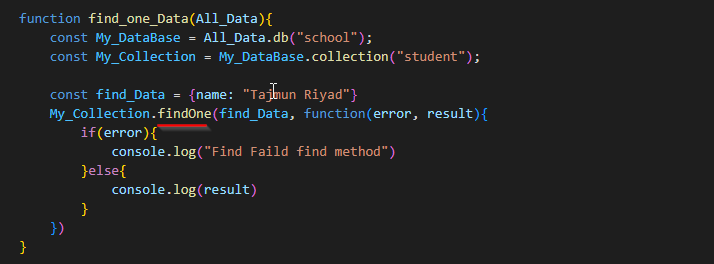 function find_one_Data(All_Data){
const My_DataBase = All_Data.db("school");
const My_Collection = My_DataBase.collection("student");
const find_Data = {name: "Tajmun Riyad"}
My_Collection.findOne(find_Data, function(error, result){
if(error){
console.log("Find Faild find method")
}else{
console.log(result)
}
})
}